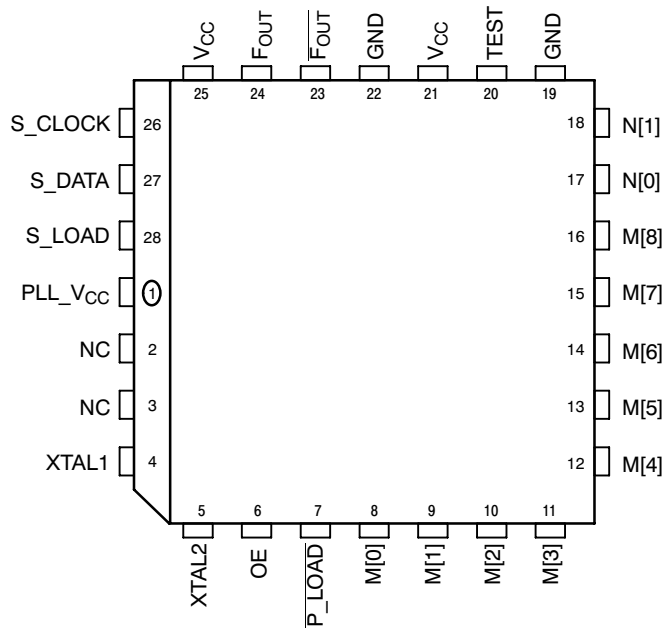 VCC
FOUT
F̅O̅U̅T̅
GND
VCC
TEST
GND
25
24
23
22
21
20
19
S_CLOCK 26
S_DATA 27
S_LOAD 28
PLL_VCC 1
NC 2
NC 3
XTAL1 4
18 N[1]
17 N[0]
16 M[8]
15 M[7]
14 M[6]
13 M[5]
12 M[4]
5
6
7
8
9
10
11
XTAL2
OE
P̅_̅L̅O̅A̅D̅
M[0]
M[1]
M[2]
M[3]